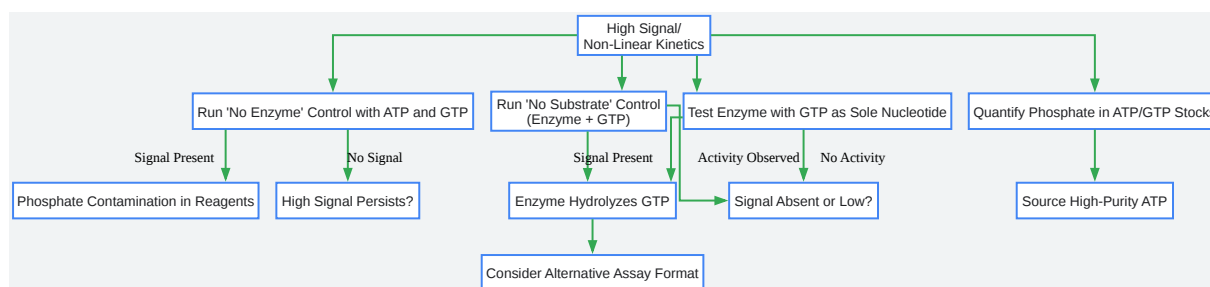 High Signal/
Non-Linear Kinetics
Run 'No Enzyme' Control with ATP and GTP
Run 'No Substrate' Control
(Enzyme + GTP)
Test Enzyme with GTP as Sole Nucleotide
Quantify Phosphate in ATP/GTP Stocks
Signal Present
No Signal
Signal Present
Activity Observed
No Activity
Phosphate Contamination in Reagents
High Signal Persists?
Enzyme Hydrolyzes GTP
Signal Absent or Low?
Source High-Purity ATP
Consider Alternative Assay Format